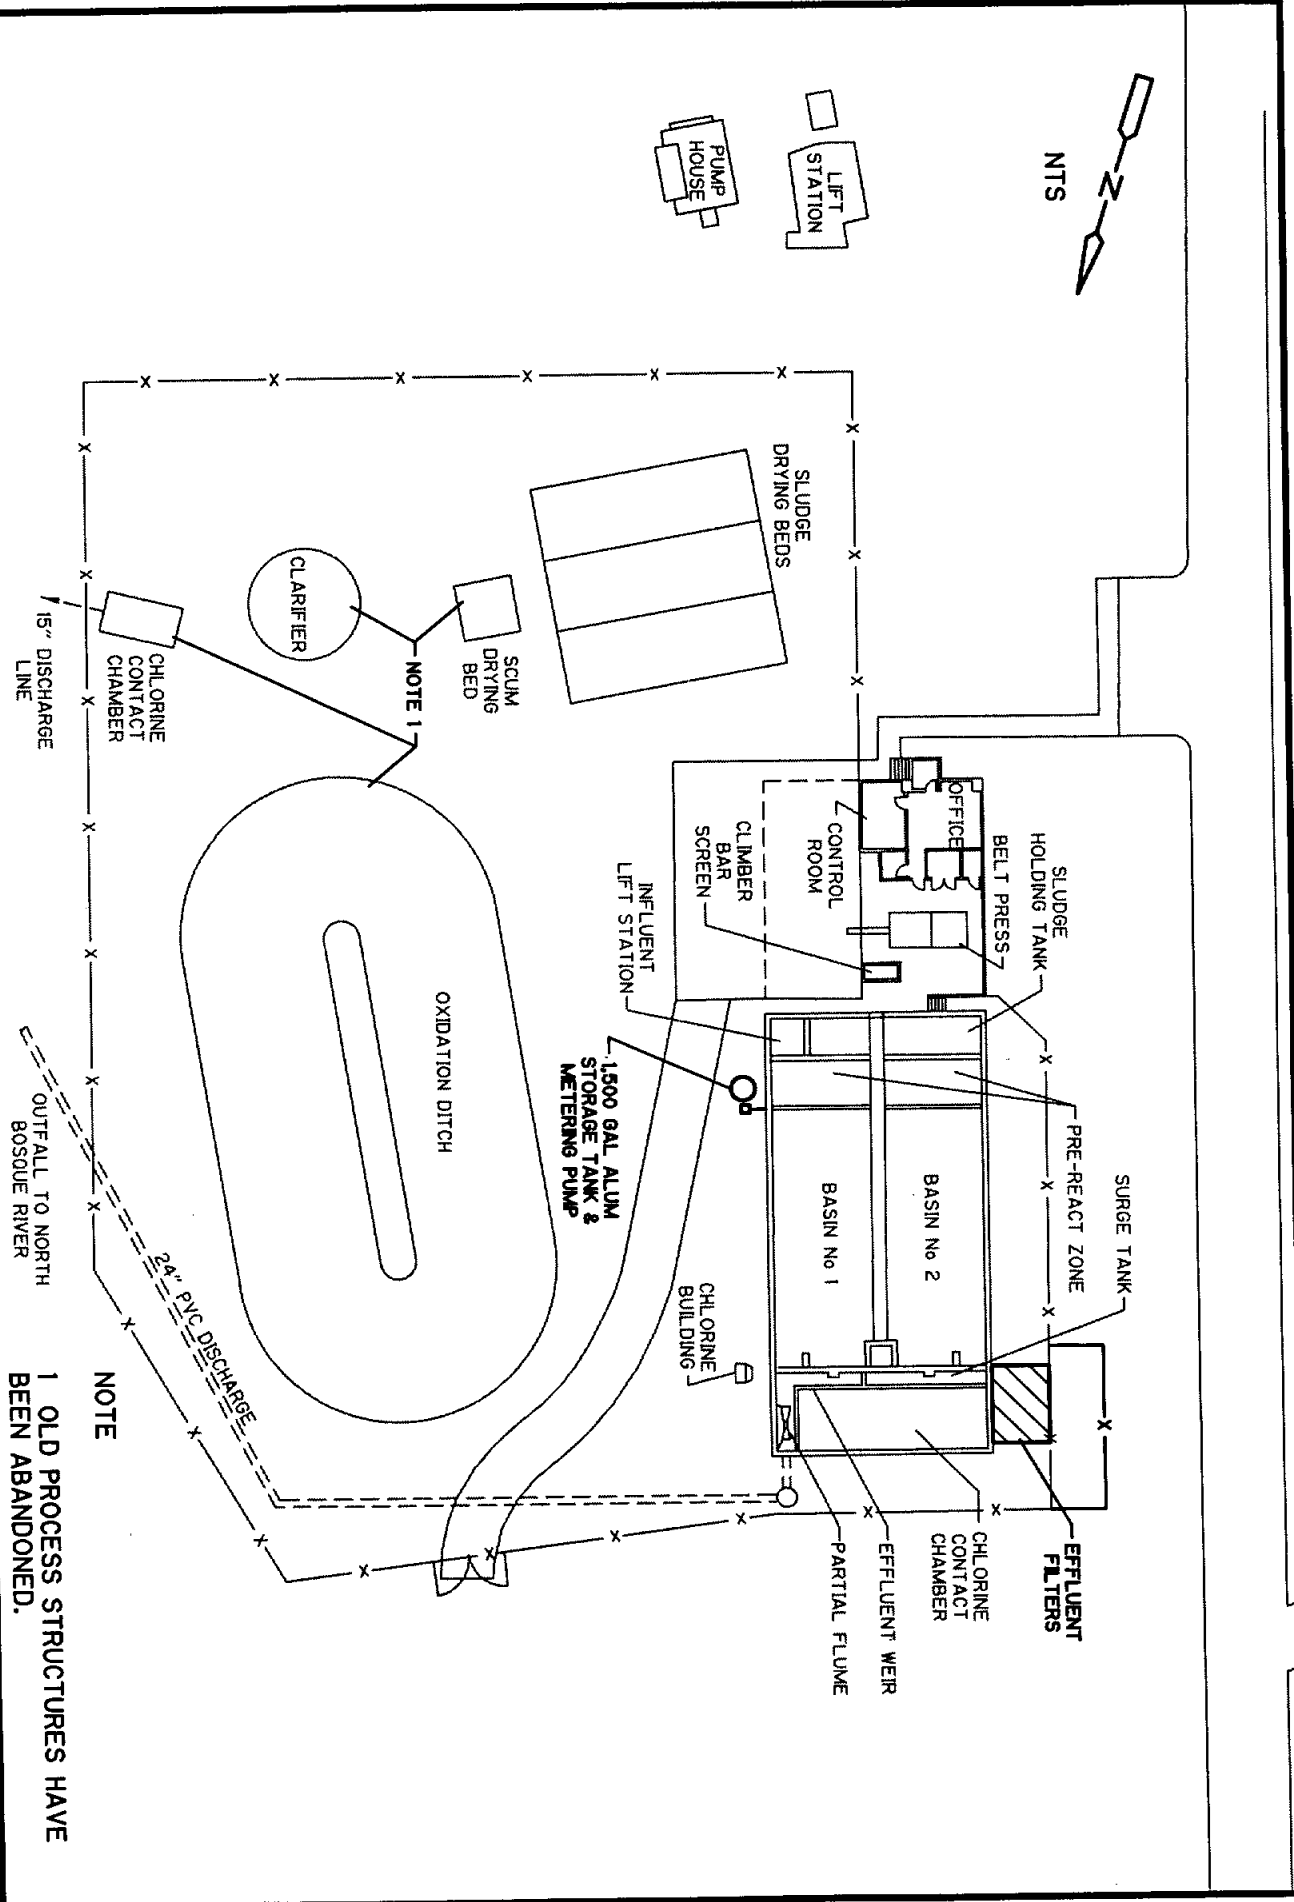 N
NTS
LIFT
STATION
PUMP
HOUSE
SLUDGE
DRYING BEDS
SCUM
DRYING
BED
CLARIFIER
NOTE 1
CHLORINE
CONTACT
CHAMBER
15" DISCHARGE
LINE
OFFICE
CONTROL
ROOM
CLIMBER
BAR
SCREEN
INFLUENT
LIFT STATION
BELT PRESS
SLUDGE
HOLDING TANK
PRE-REACT ZONE
SURGE TANK
BASIN No 2
BASIN No 1
1,500 GAL ALUM
STORAGE TANK &
METERING PUMP
OXIDATION DITCH
CHLORINE
BUILDING
EFFLUENT
FILTERS
CHLORINE
CONTACT
CHAMBER
EFFLUENT WEIR
PARTIAL FLUME
24" PVC DISCHARGE
OUTFALL TO NORTH
BOSQUE RIVER
NOTE
1 OLD PROCESS STRUCTURES HAVE
BEEN ABANDONED.